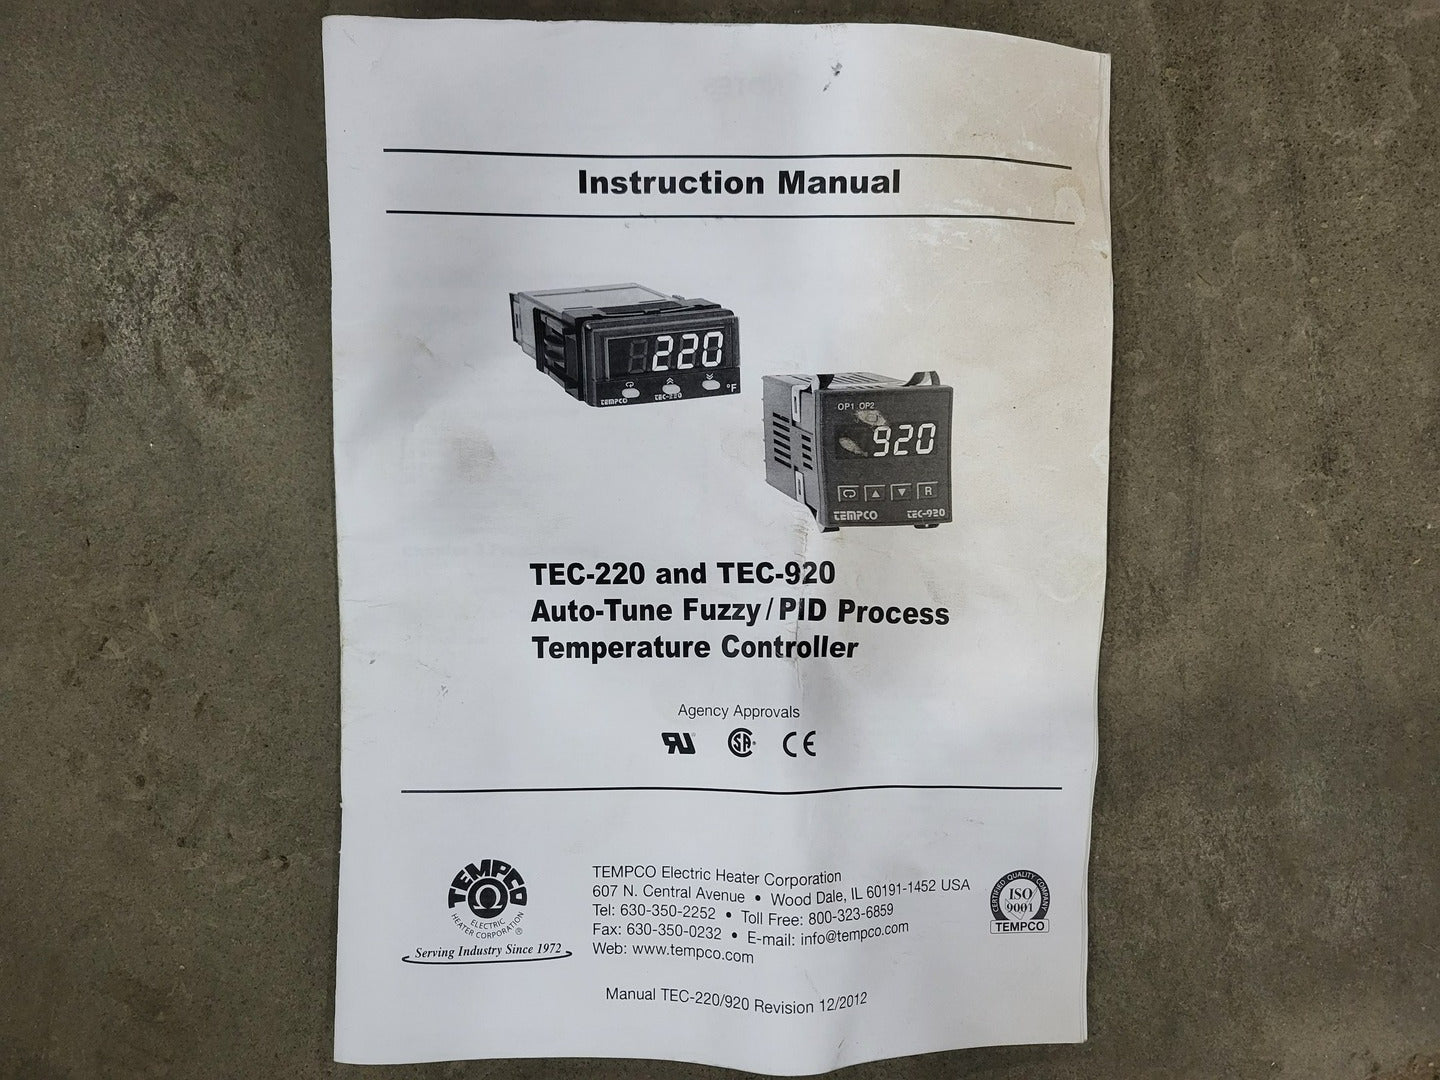 Instruction Manual
220
°F
TEMPCO
TEC-220
OP1 OP2
920
R
TEMPCO
TEC-920
TEC-220 and TEC-920
Auto-Tune Fuzzy/PID Process
Temperature Controller
Agency Approvals
SA
CE
TEMPCO
ELECTRIC
HEATER CORPORATION®
Serving Industry Since 1972
TEMPCO Electric Heater Corporation
607 N. Central Avenue • Wood Dale, IL 60191-1452 USA
Tel: 630-350-2252 • Toll Free: 800-323-6859
Fax: 630-350-0232 • E-mail: info@tempco.com
Web: www.tempco.com
CERTIFIED QUALITY COMPANY
ISO
9001
TEMPCO
Manual TEC-220/920 Revision 12/2012